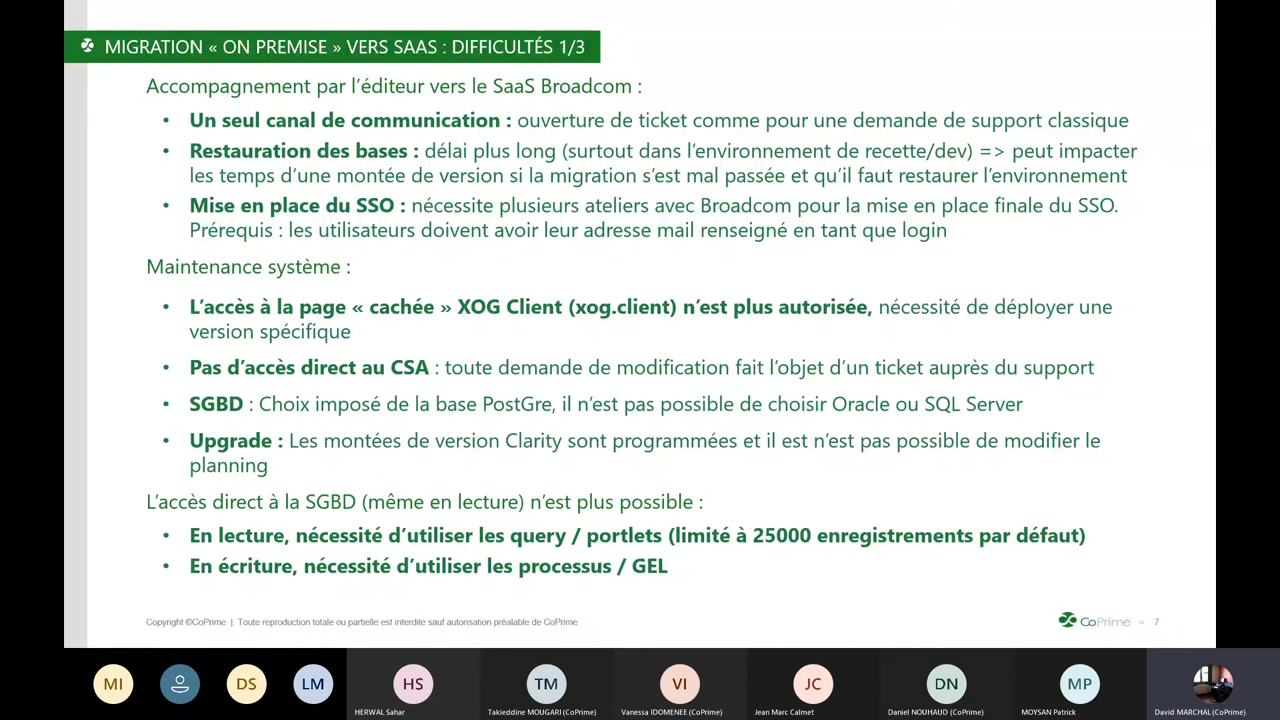 MIGRATION « ON PREMISE » VERS SAAS : DIFFICULTÉS 1/3
Accompagnement par l'éditeur vers le SaaS Broadcom :
• Un seul canal de communication : ouverture de ticket comme pour une demande de support classique
• Restauration des bases : délai plus long (surtout dans l'environnement de recette/dev) => peut impacter
les temps d'une montée de version si la migration s'est mal passée et qu'il faut restaurer l'environnement
• Mise en place du SSO : nécessite plusieurs ateliers avec Broadcom pour la mise en place finale du SSO.
Prérequis : les utilisateurs doivent avoir leur adresse mail renseigné en tant que login
Maintenance système :
• L'accès à la page « cachée » XOG Client (xog.client) n'est plus autorisée, nécessité de déployer une
version spécifique
• Pas d'accès direct au CSA : toute demande de modification fait l'objet d'un ticket auprès du support
• SGBD : Choix imposé de la base PostGre, il n'est pas possible de choisir Oracle ou SQL Server
• Upgrade : Les montées de version Clarity sont programmées et il est n'est pas possible de modifier le
planning
L'accès direct à la SGBD (même en lecture) n'est plus possible :
• En lecture, nécessité d'utiliser les query / portlets (limité à 25000 enregistrements par défaut)
• En écriture, nécessité d'utiliser les processus / GEL
Copyright ©CoPrime | Toute reproduction totale ou partielle est interdite sauf autorisation préalable de CoPrime
CoPrime » 7
MI DS LM HS TM VI JC DN MP
HERWAL Sahar Takieddine MOUGARI (CoPrime) Vanessa IDOMENEE (CoPrime) Jean Marc Calmet Daniel NOUHAUD (CoPrime) MOYSAN Patrick David MARCHAL (CoPrime)